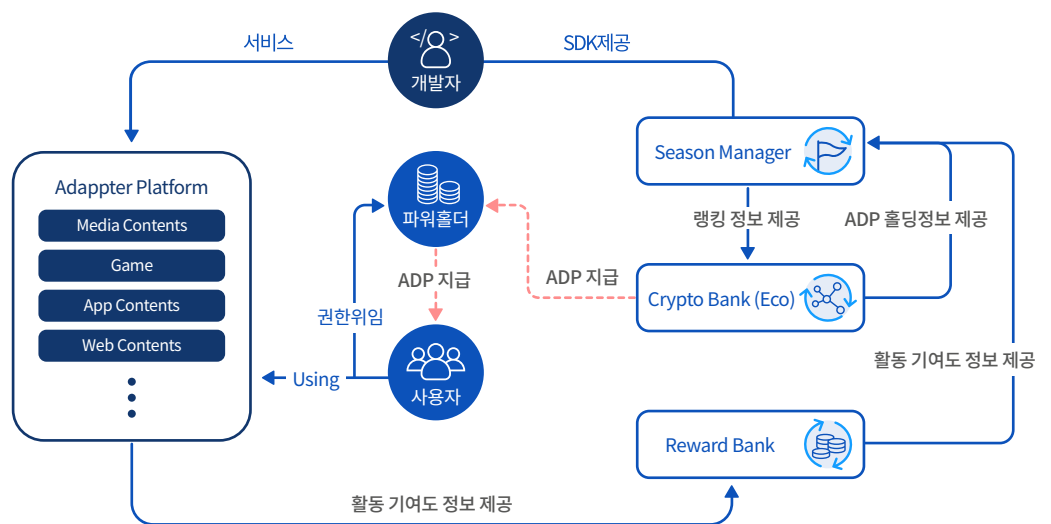 서비스
</>
개발자
SDK제공
Season Manager
Adappter Platform
Media Contents
Game
App Contents
Web Contents
파워홀더
랭킹 정보 제공
ADP 홀딩정보 제공
ADP 지급
ADP 지급
Crypto Bank (Eco)
권한위임
Using
사용자
활동 기여도 정보 제공
Reward Bank
활동 기여도 정보 제공